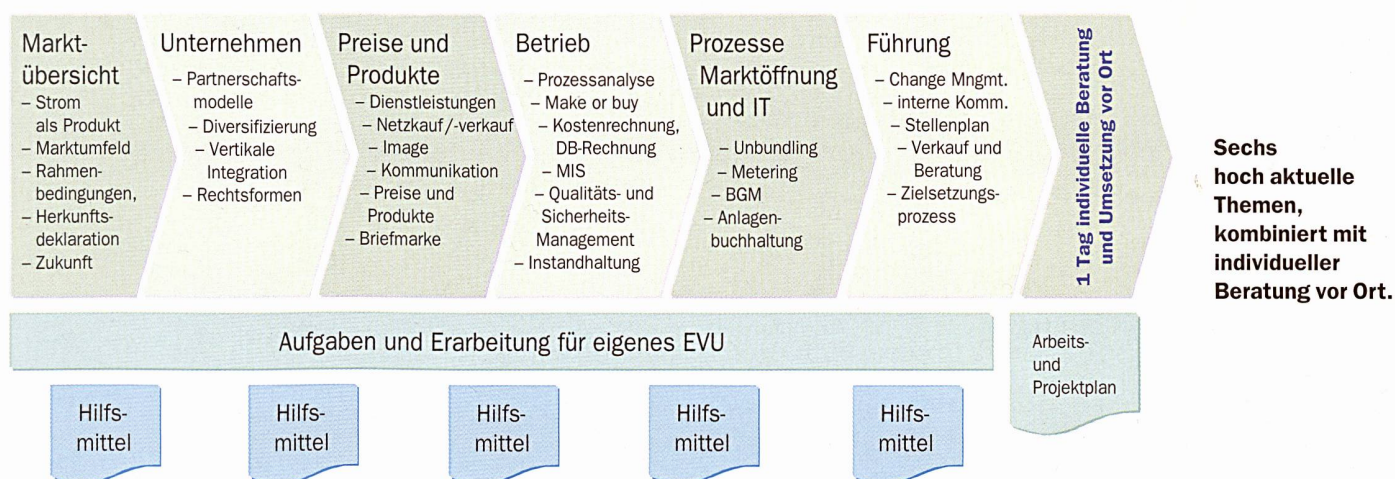 Markt-
übersicht
– Strom
als Produkt
– Marktumfeld
– Rahmen-
bedingungen,
– Herkunfts-
deklaration
– Zukunft
Unternehmen
– Partnerschafts-
modelle
– Diversifizierung
– Vertikale
Integration
– Rechtsformen
Preise und
Produkte
– Dienstleistungen
– Netzkauf/-verkauf
– Image
– Kommunikation
– Preise und
Produkte
– Briefmarke
Betrieb
– Prozessanalyse
– Make or buy
– Kostenrechnung,
DB-Rechnung
– MIS
– Qualitäts- und
Sicherheits-
Management
– Instandhaltung
Prozesse
Marktöffnung
und IT
– Unbundling
– Metering
– BGM
– Anlagen-
buchhaltung
Führung
– Change Mngmt.
– interne Komm.
– Stellenplan
– Verkauf und
Beratung
– Zielsetzungs-
prozess
1 Tag individuelle Beratung
und Umsetzung vor Ort
Sechs
hoch aktuelle
Themen,
kombiniert mit
individueller
Beratung vor Ort.
Aufgaben und Erarbeitung für eigenes EVU
Arbeits-
und
Projektplan
Hilfs-
mittel
Hilfs-
mittel
Hilfs-
mittel
Hilfs-
mittel
Hilfs-
mittel